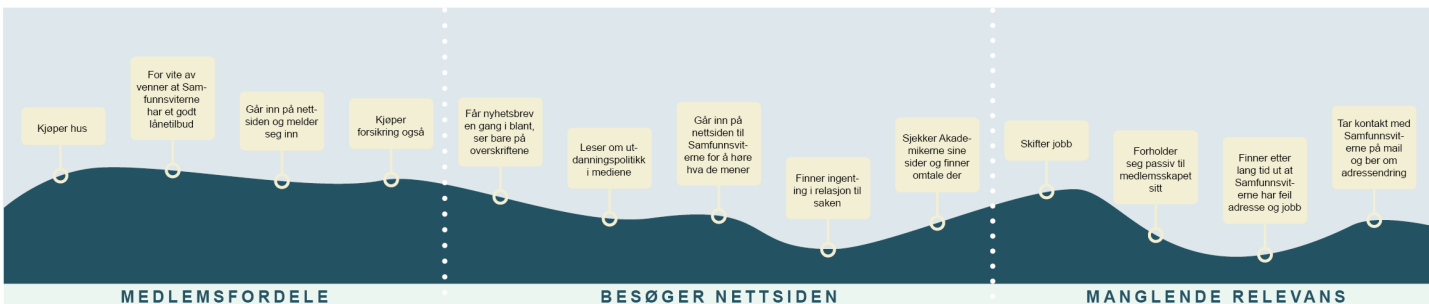 Kjøper hus
For vite av
venner at Sam-
funnsviterne
har et godt
lånetilbud
Går inn på nett-
siden og melder
seg inn
Kjøper
forsikring også
Får nyhetsbrev
en gang i blant,
ser bare på
overskriftene
Leser om ut-
danningspolitikk
i mediene
Går inn på
nettsiden til
Samfunnsvit-
erne for å høre
hva de mener
Finner ingent-
ing i relasjon til
saken
Sjekker Akade-
mikerne sine
sider og finner
omtale der
Skifter jobb
Forholder
seg passiv til
medlemsskapet
sitt
Finner etter
lang tid ut at
Samfunnsvit-
erne har feil
adresse og jobb
Tar kontakt med
Samfunnsvit-
erne på mail
og ber om
adressendring
MEDLEMSFORDELE
BESØGER NETTSIDEN
MANGLENDE RELEVANS